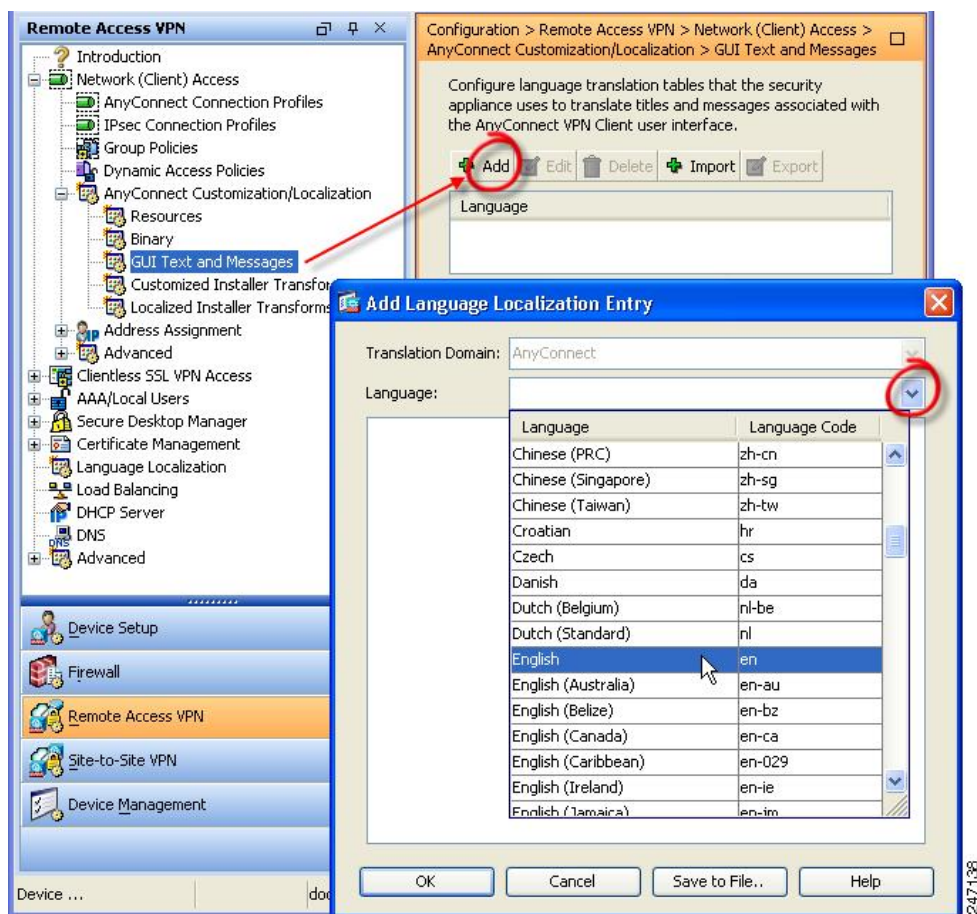 Remote Access VPN
Introduction
Network (Client) Access
AnyConnect Connection Profiles
IPsec Connection Profiles
Group Policies
Dynamic Access Policies
AnyConnect Customization/Localization
Resources
Binary
GUI Text and Messages
Customized Installer Transfor
Localized Installer Transforms
Address Assignment
Advanced
Clientless SSL VPN Access
AAA/Local Users
Secure Desktop Manager
Certificate Management
Language Localization
Load Balancing
DHCP Server
DNS
Advanced
Device Setup
Firewall
Remote Access VPN
Site-to-Site VPN
Device Management
Device ...
doc
Configuration > Remote Access VPN > Network (Client) Access >
AnyConnect Customization/Localization > GUI Text and Messages
Configure language translation tables that the security
appliance uses to translate titles and messages associated with
the AnyConnect VPN Client user interface.
Add Edit Delete Import Export
Language
Add Language Localization Entry
Translation Domain: AnyConnect
Language:
Language Language Code
Chinese (PRC) zh-cn
Chinese (Singapore) zh-sg
Chinese (Taiwan) zh-tw
Croatian hr
Czech cs
Danish da
Dutch (Belgium) nl-be
Dutch (Standard) nl
English en
English (Australia) en-au
English (Belize) en-bz
English (Canada) en-ca
English (Caribbean) en-029
English (Ireland) en-ie
English (Jamaica) en-jm
OK Cancel Save to File.. Help
247138